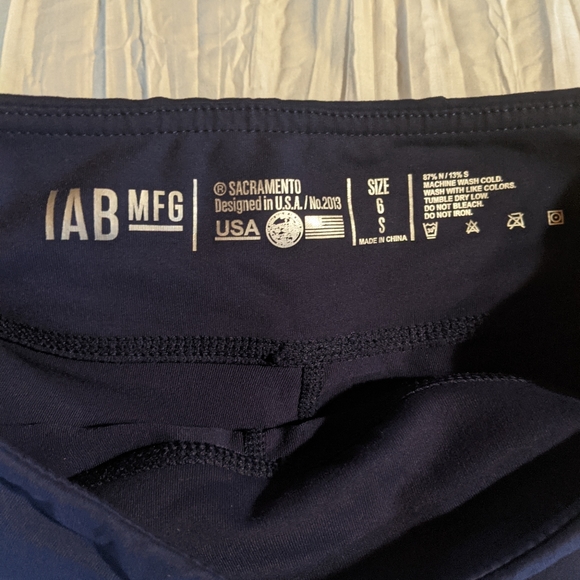 IAB MFG
® SACRAMENTO
Designed in U.S.A./No.2013
USA
SIZE
6
S
MADE IN CHINA
87% N / 13% S
MACHINE WASH COLD.
WASH WITH LIKE COLORS.
TUMBLE DRY LOW.
DO NOT BLEACH.
DO NOT IRON.